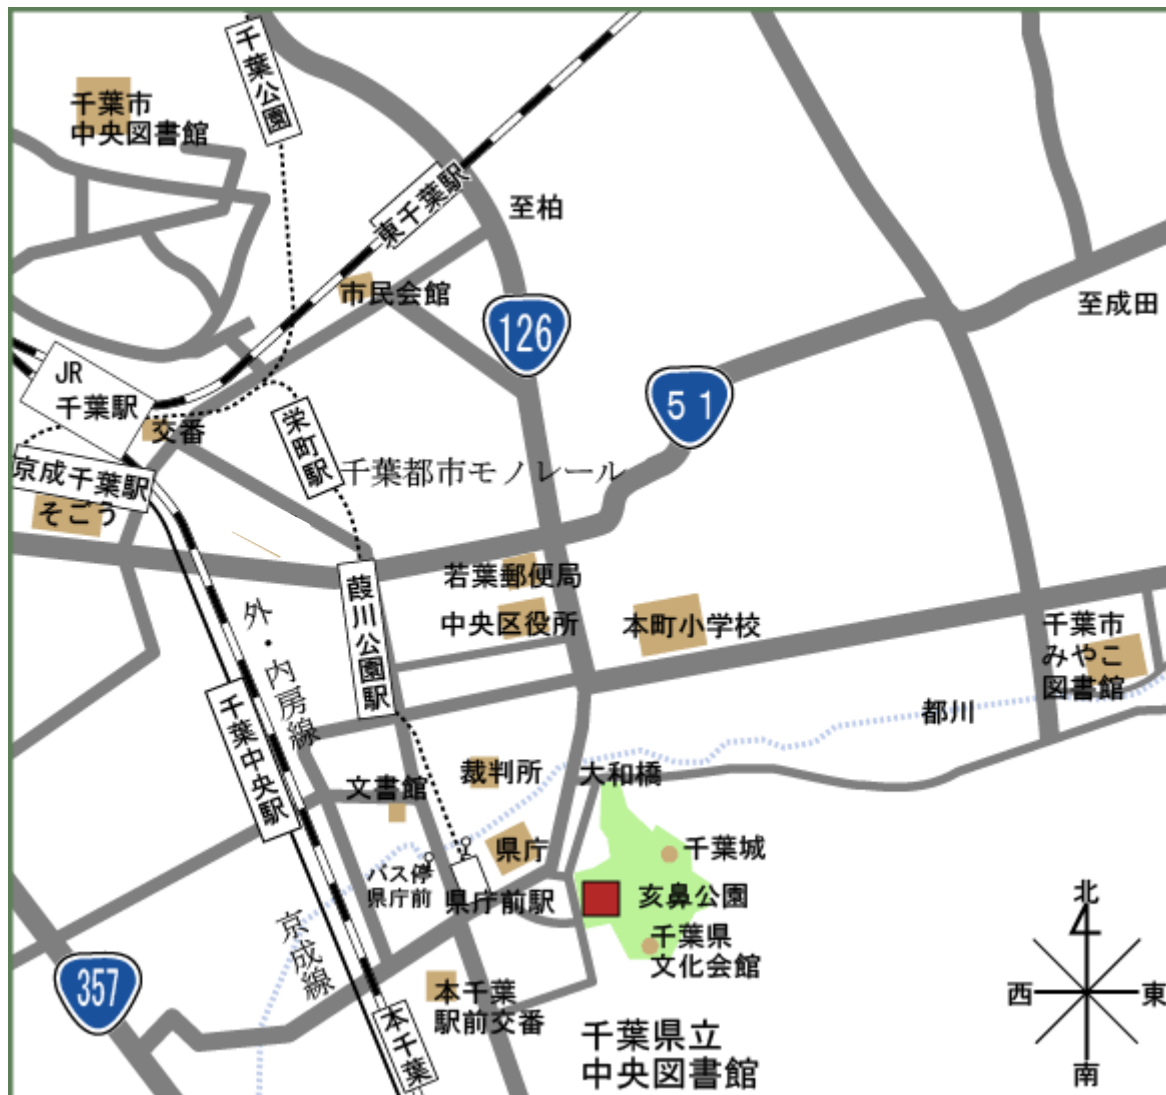 千葉公園
千葉市
中央図書館
東千葉駅
至柏
市民会館
126
至成田
JR
千葉駅
51
交番
栄町駅
京成千葉駅
千葉都市モノレール
そごう
若葉郵便局
葭川公園駅
中央区役所
本町小学校
千葉市
みやこ
図書館
外・内房線
千葉中央駅
都川
裁判所
大和橋
文書館
県庁
千葉城
バス停
県庁前
県庁前駅
亥鼻公園
京成線
千葉県
文化会館
357
本千葉
駅前交番
本千葉
千葉県立
中央図書館
北
西
東
南